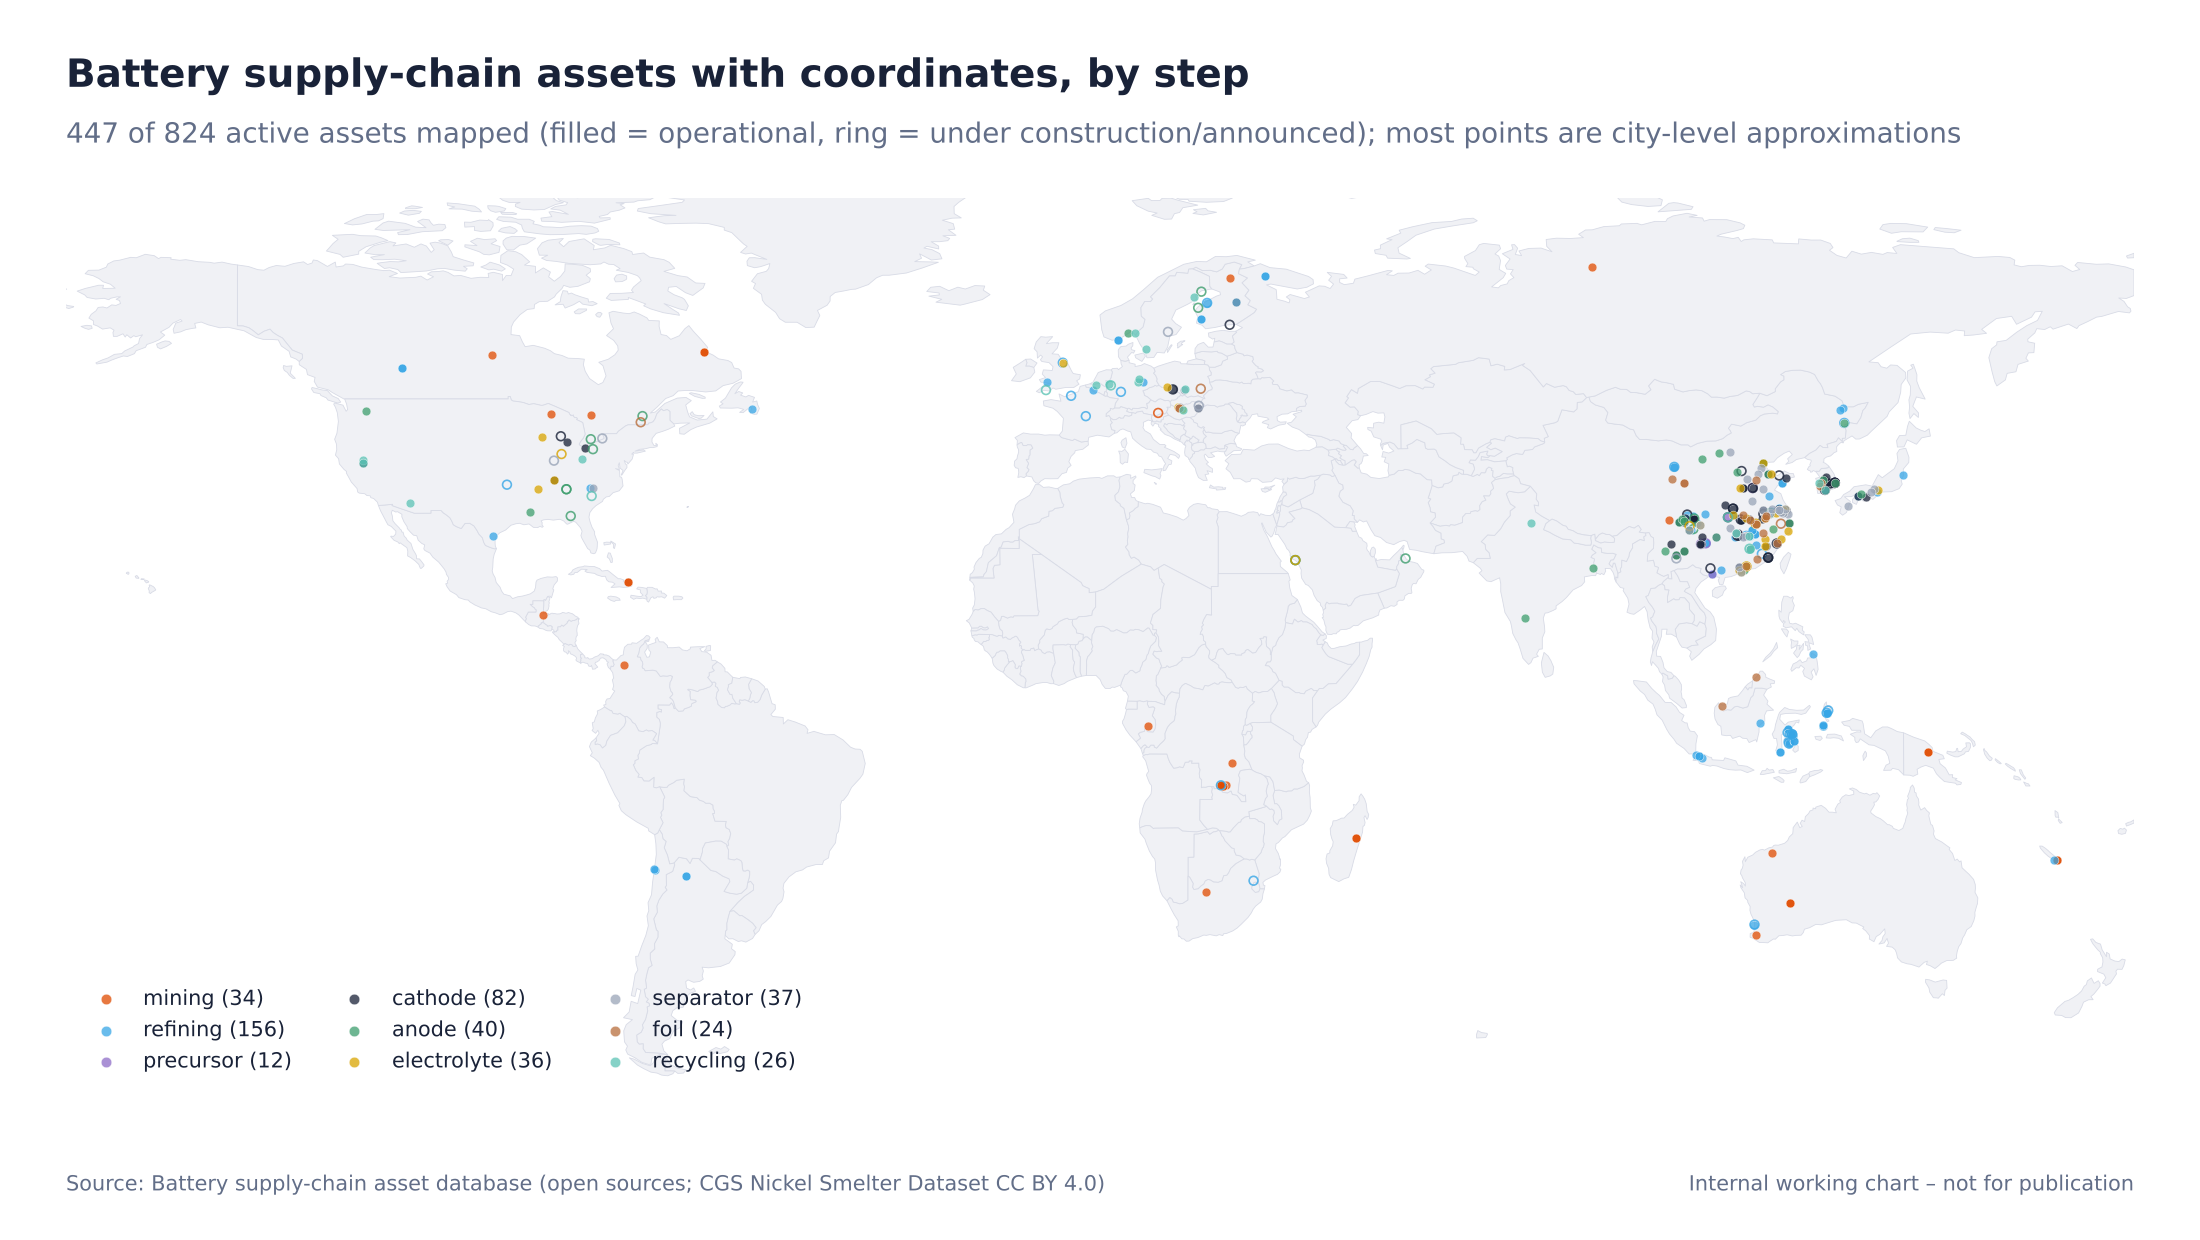 Battery supply-chain assets with coordinates, by step
447 of 824 active assets mapped (filled = operational, ring = under construction/announced); most points are city-level approximations
mining (34)
refining (156)
precursor (12)
cathode (82)
anode (40)
electrolyte (36)
separator (37)
foil (24)
recycling (26)
Source: Battery supply-chain asset database (open sources; CGS Nickel Smelter Dataset CC BY 4.0)
Internal working chart – not for publication